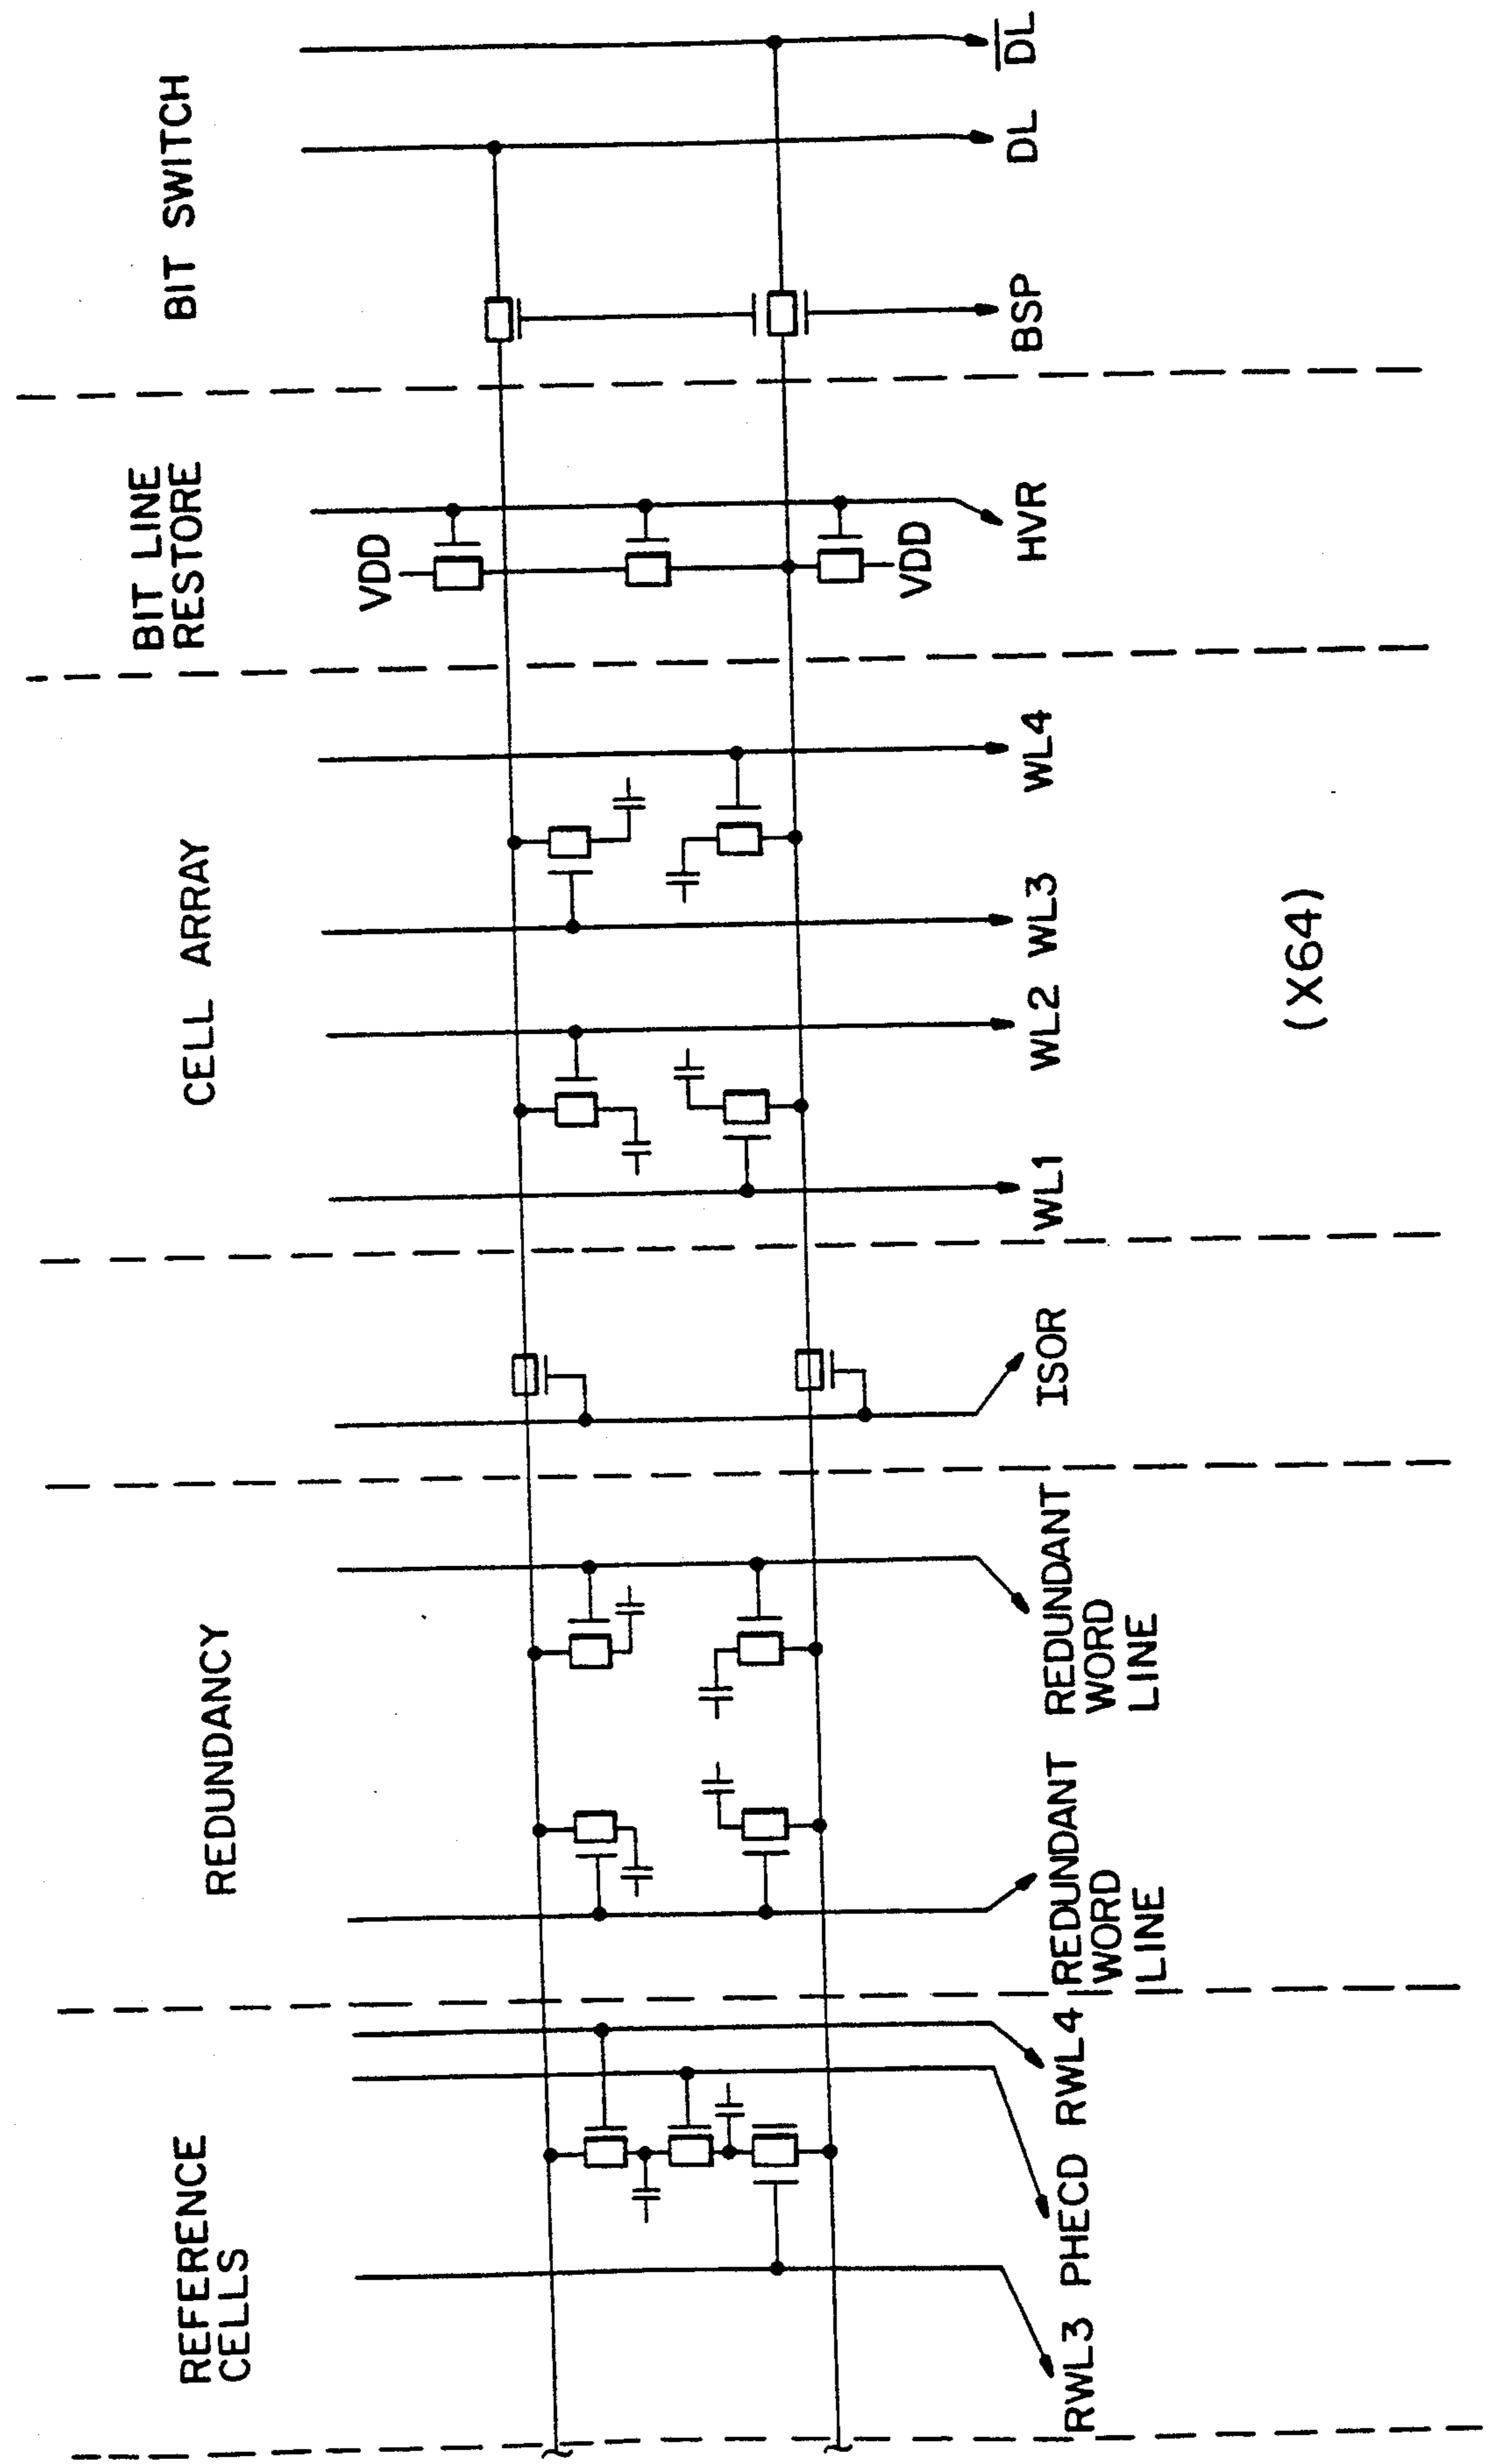 REFERENCE
CELLS
REDUNDANCY
CELL ARRAY
BIT LINE
RESTORE
BIT SWITCH
VDD
VDD
RWL3
PHECD
RWL4
REDUNDANT
WORD
LINE
REDUNDANT
WORD
LINE
ISOR
WL1
WL2
WL3
WL4
HVR
BSP
DL
D̅L̅
(X64)